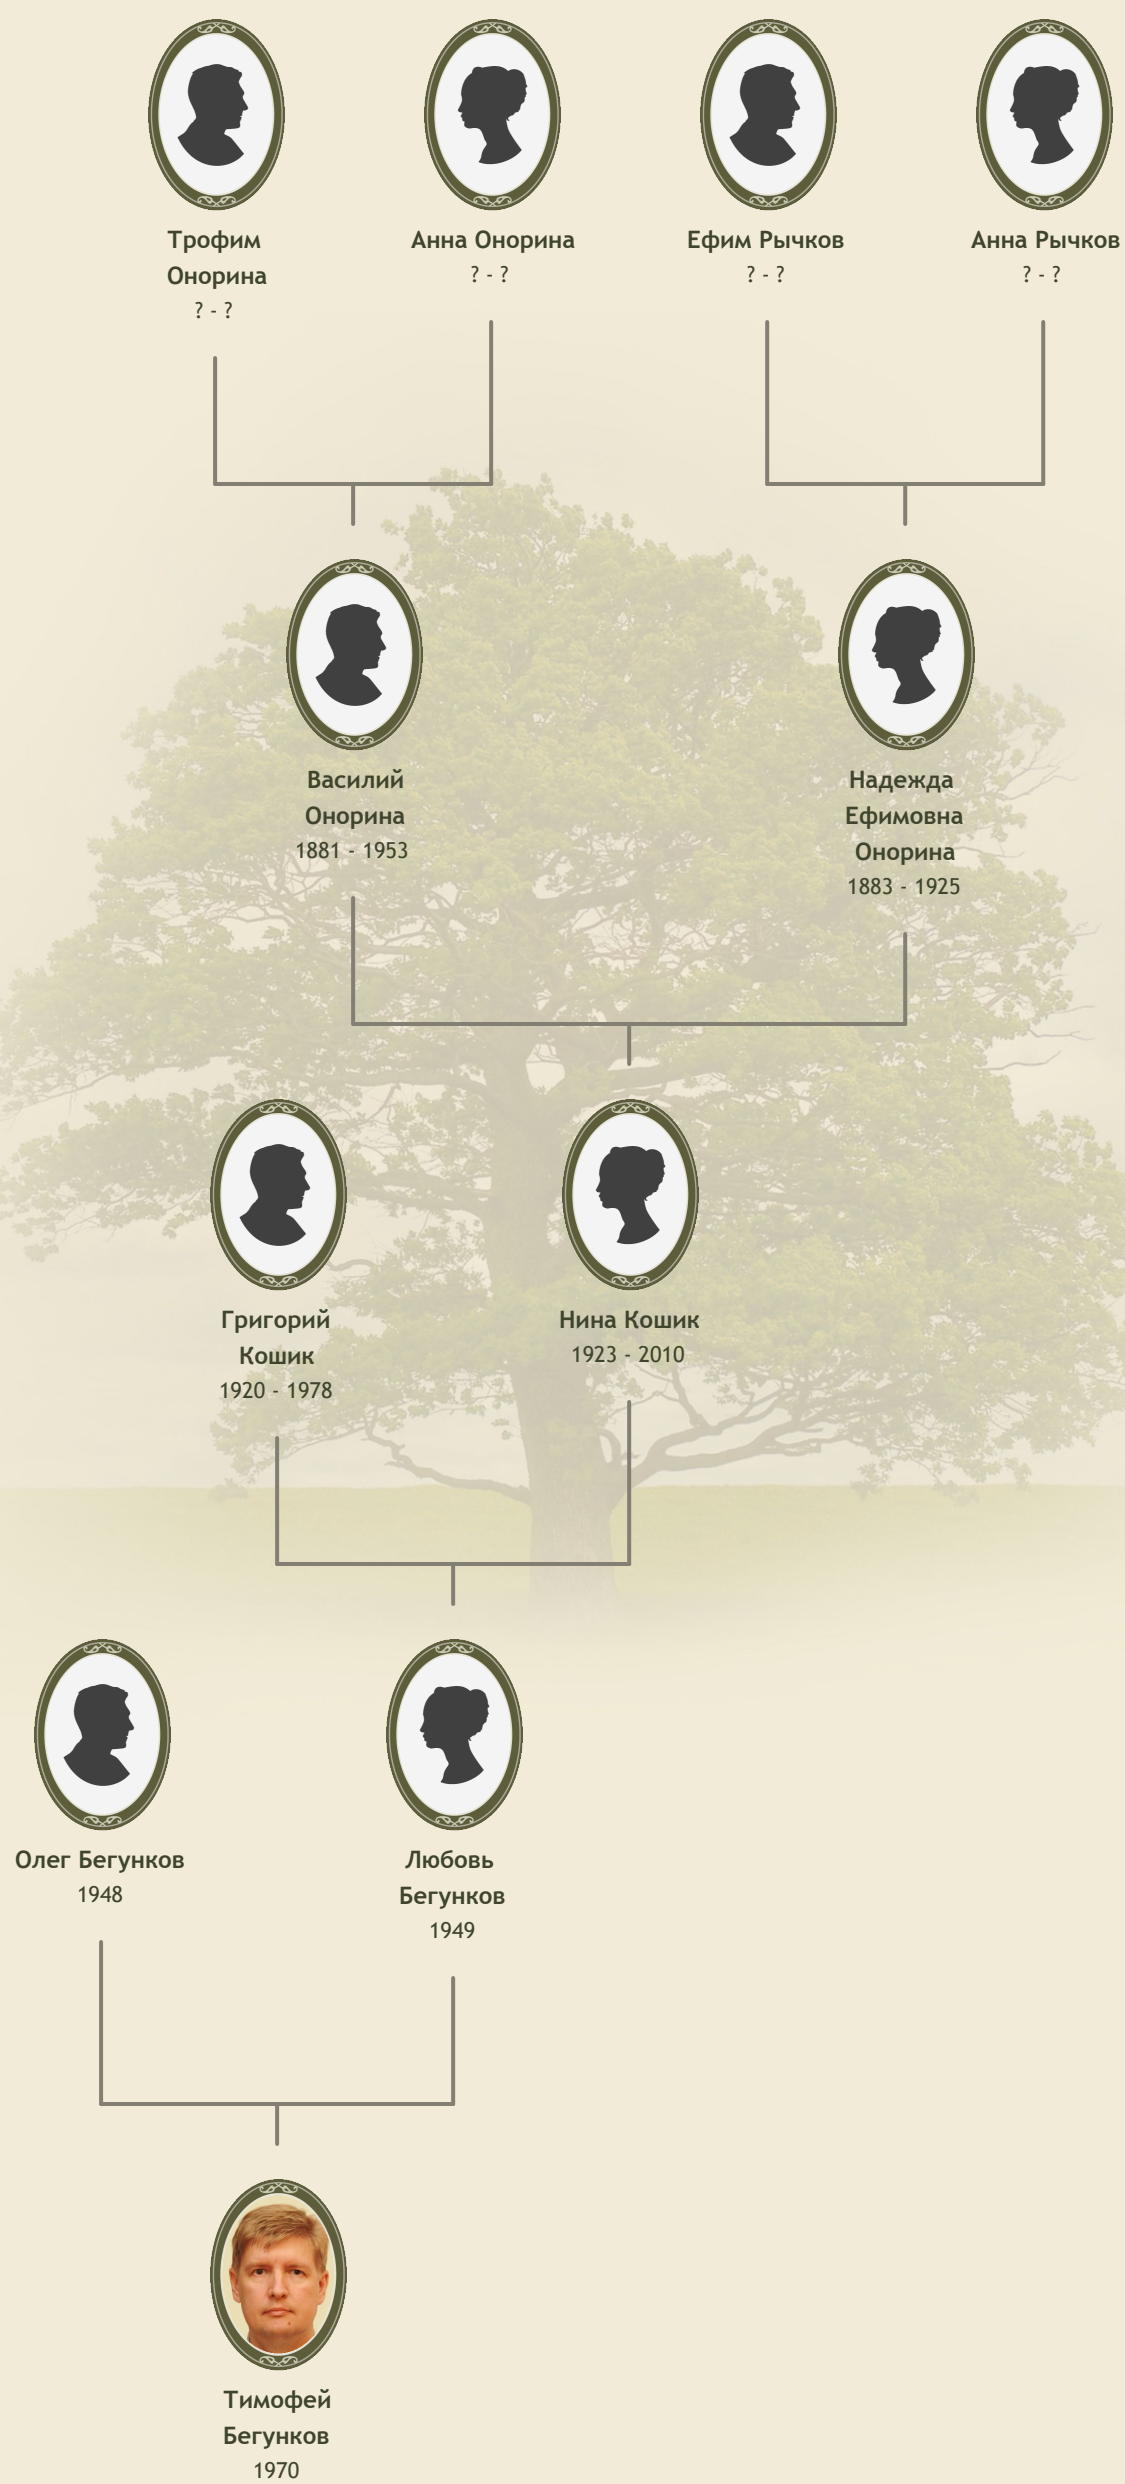 Трофим
Онорина
? - ?
Анна Онорина
? - ?
Ефим Рычков
? - ?
Анна Рычков
? - ?
Василий
Онорина
1881 - 1953
Надежда
Ефимовна
Онорина
1883 - 1925
Григорий
Кошик
1920 - 1978
Нина Кошик
1923 - 2010
Олег Бегунков
1948
Любовь
Бегунков
1949
Тимофей
Бегунков
1970